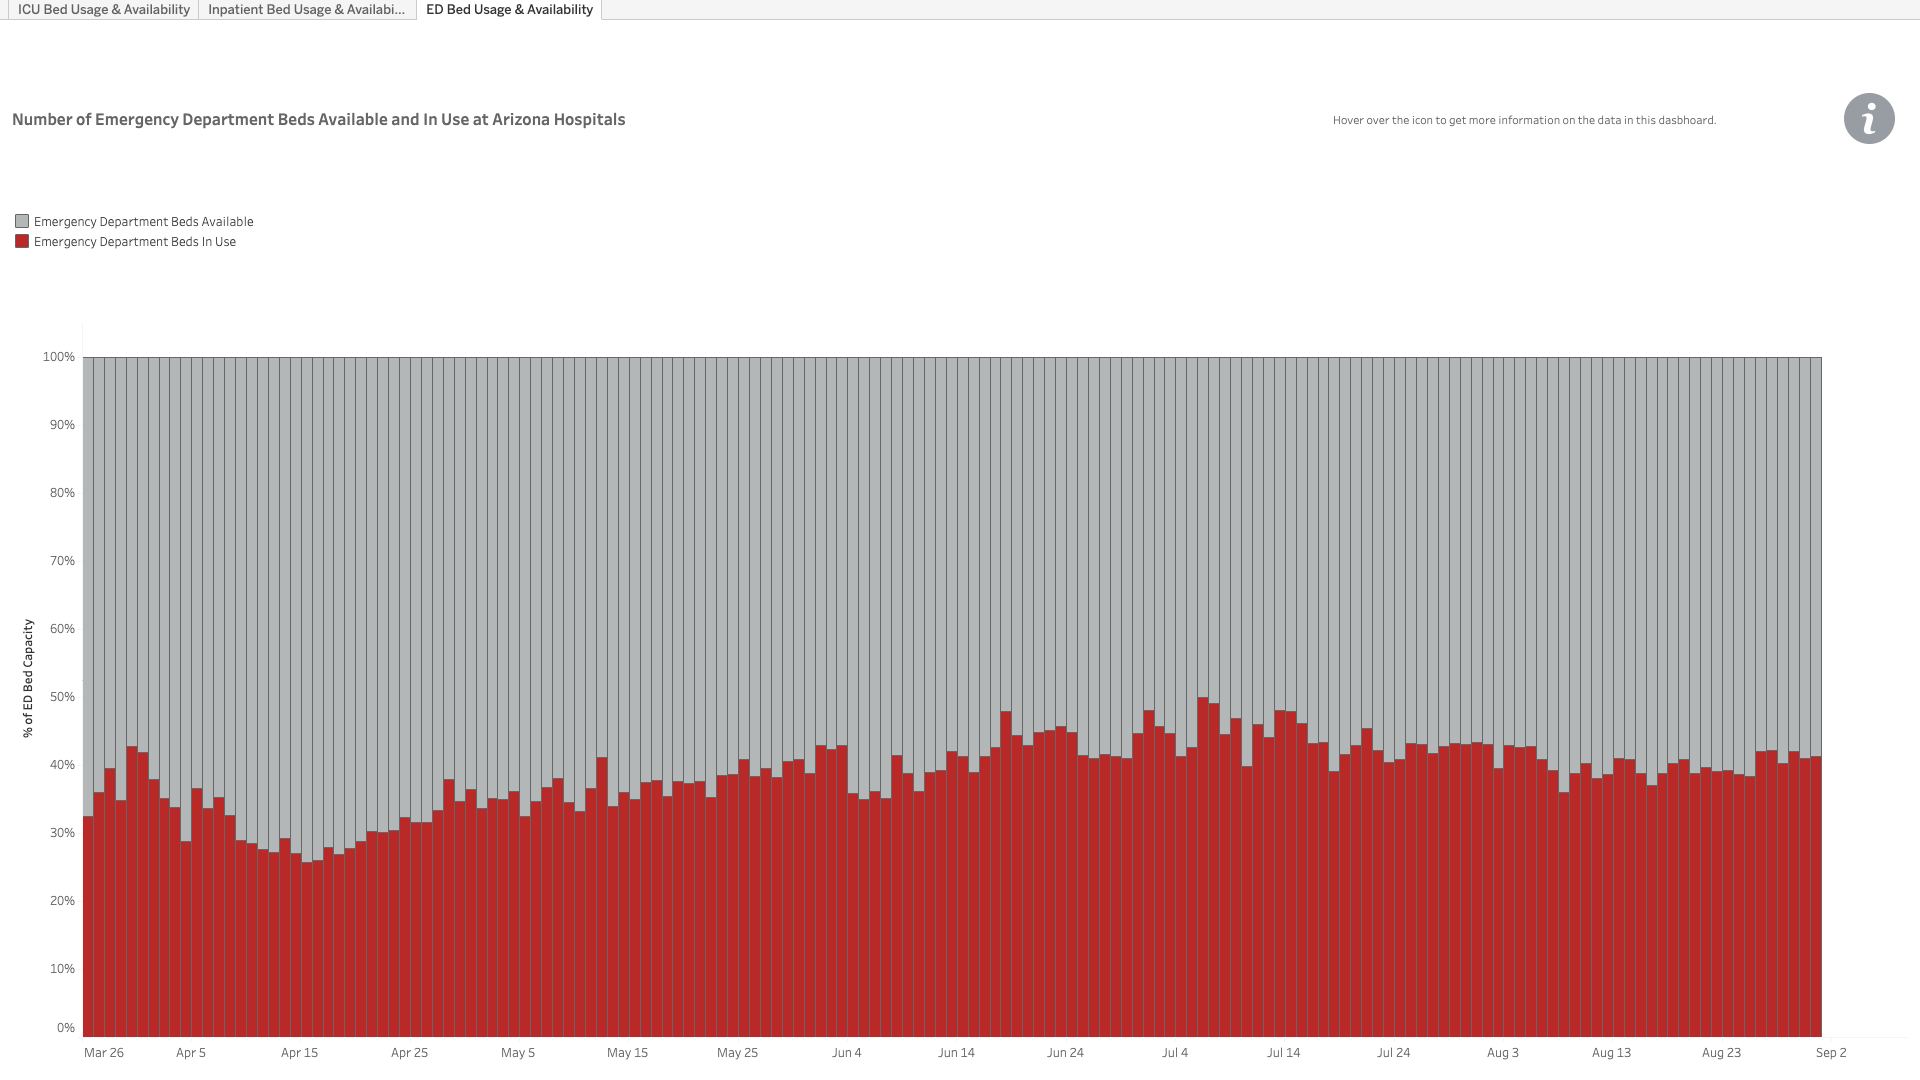 ICU Bed Usage & Availability
Inpatient Bed Usage & Availabi...
ED Bed Usage & Availability
Number of Emergency Department Beds Available and In Use at Arizona Hospitals
Hover over the icon to get more information on the data in this dasbhoard.
i
Emergency Department Beds Available
Emergency Department Beds In Use
% of ED Bed Capacity
100%
90%
80%
70%
60%
50%
40%
30%
20%
10%
0%
Mar 26
Apr 5
Apr 15
Apr 25
May 5
May 15
May 25
Jun 4
Jun 14
Jun 24
Jul 4
Jul 14
Jul 24
Aug 3
Aug 13
Aug 23
Sep 2